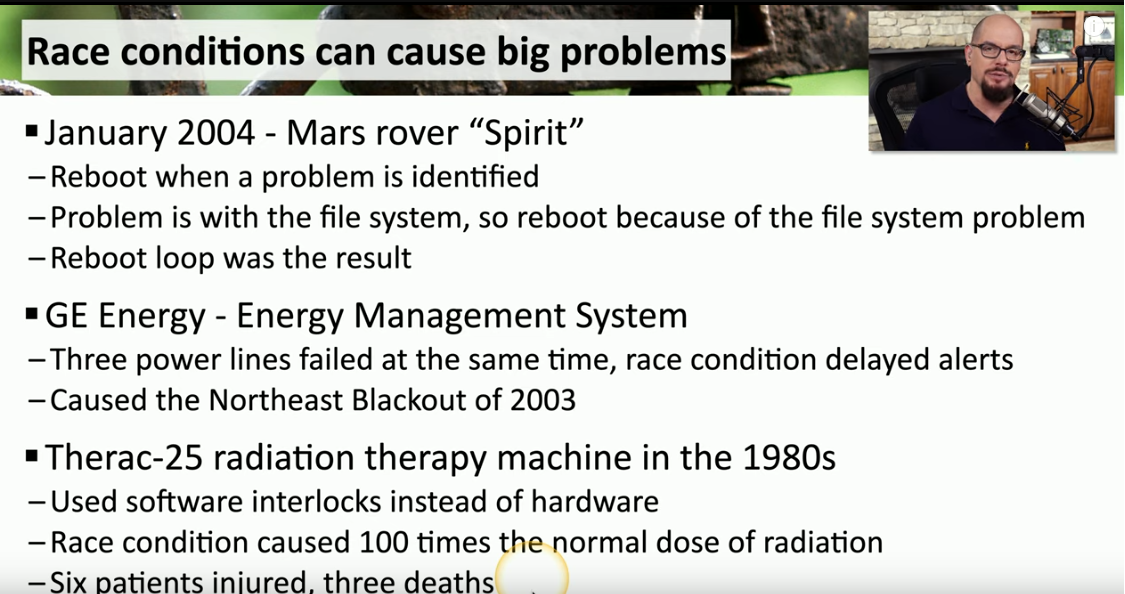 Race conditions can cause big problems
▪ January 2004 - Mars rover “Spirit”
– Reboot when a problem is identified
– Problem is with the file system, so reboot because of the file system problem
– Reboot loop was the result
▪ GE Energy - Energy Management System
– Three power lines failed at the same time, race condition delayed alerts
– Caused the Northeast Blackout of 2003
▪ Therac-25 radiation therapy machine in the 1980s
– Used software interlocks instead of hardware
– Race condition caused 100 times the normal dose of radiation
– Six patients injured, three deaths